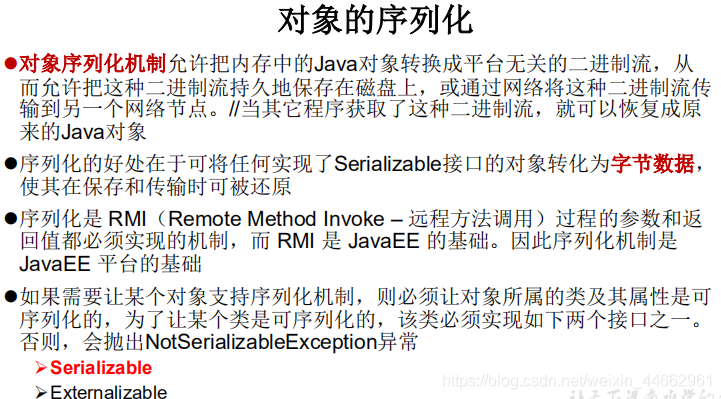 对象的序列化
●对象序列化机制允许把内存中的Java对象转换成平台无关的二进制流，从
而允许把这种二进制流持久地保存在磁盘上，或通过网络将这种二进制流传
输到另一个网络节点。//当其它程序获取了这种二进制流，就可以恢复成原
来的Java对象
●序列化的好处在于可将任何实现了Serializable接口的对象转化为字节数据，
使其在保存和传输时可被还原
●序列化是 RMI（Remote Method Invoke – 远程方法调用）过程的参数和返
回值都必须实现的机制，而 RMI 是 JavaEE 的基础。因此序列化机制是
JavaEE 平台的基础
●如果需要让某个对象支持序列化机制，则必须让对象所属的类及其属性是可
序列化的，为了让某个类是可序列化的，该类必须实现如下两个接口之一。
否则，会抛出NotSerializableException异常
➢Serializable
➢Externalizable
https://blog.csdn.net/weixin_44662961